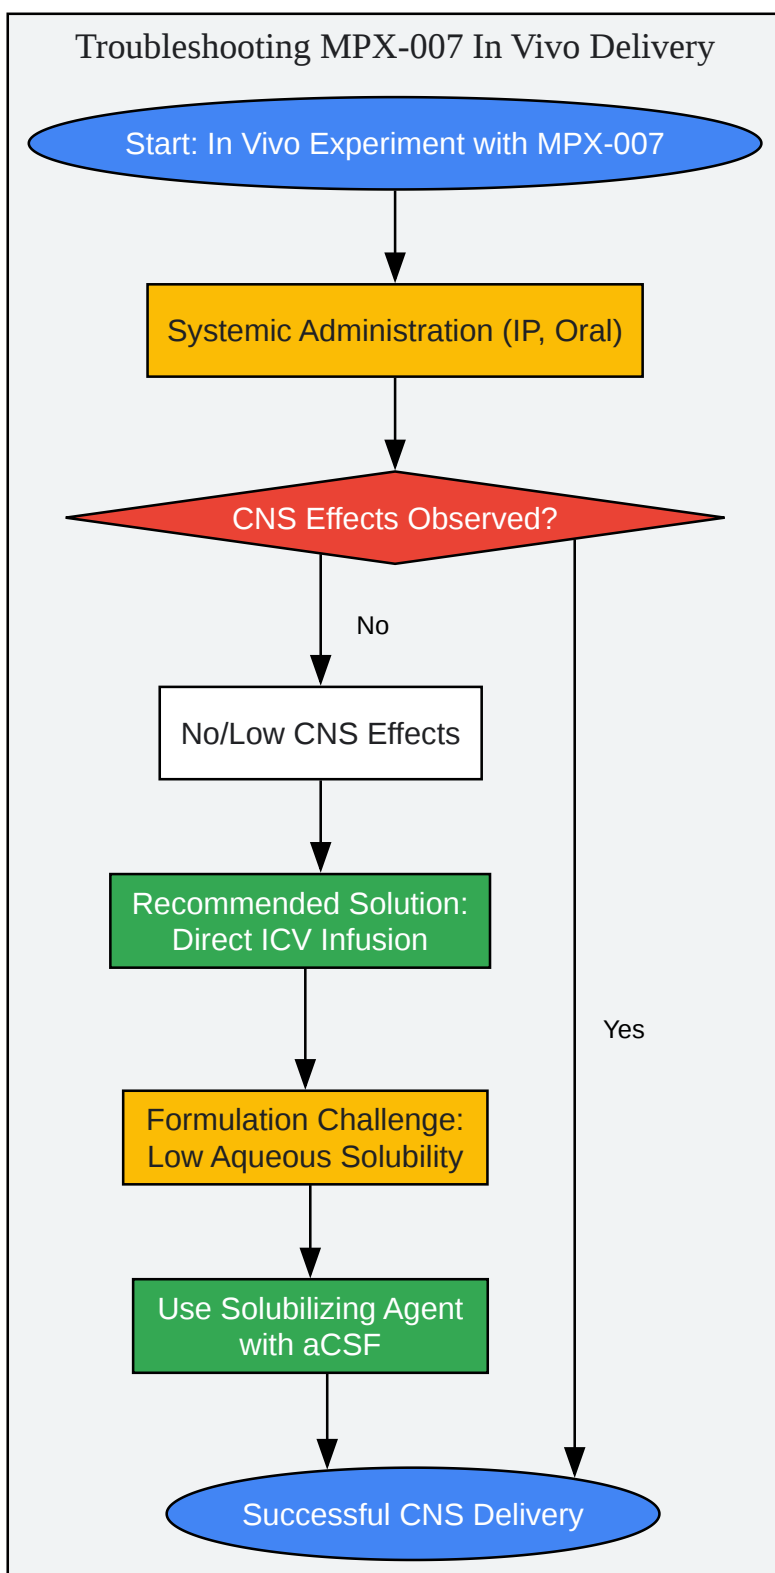 Troubleshooting MPX-007 In Vivo Delivery
Start: In Vivo Experiment with MPX-007
Systemic Administration (IP, Oral)
CNS Effects Observed?
No
No/Low CNS Effects
Recommended Solution:
Direct ICV Infusion
Yes
Formulation Challenge:
Low Aqueous Solubility
Use Solubilizing Agent
with aCSF
Successful CNS Delivery